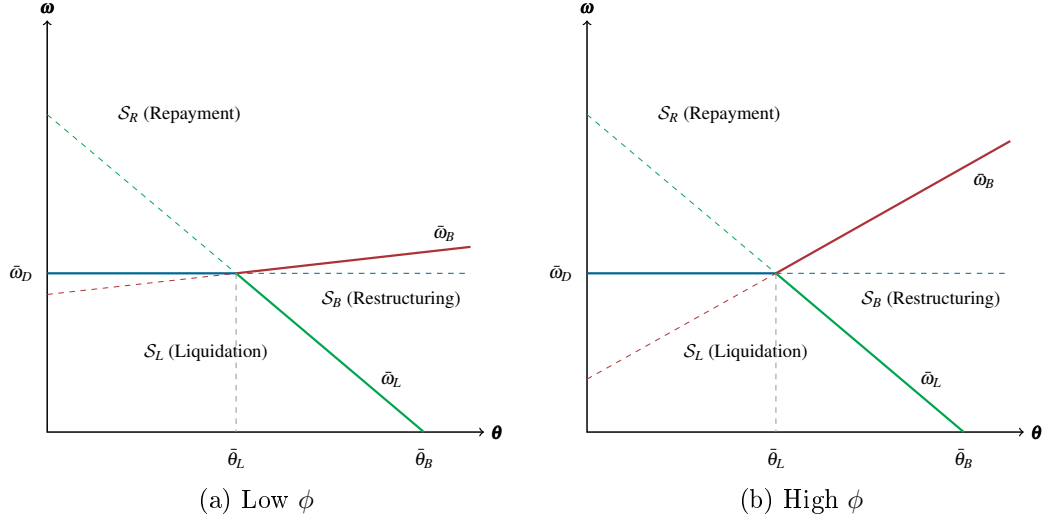 ω
S_R (Repayment)
ω̄_B
ω̄_D
S_B (Restructuring)
S_L (Liquidation)
ω̄_L
θ
θ̄_L
θ̄_B
(a) Low ϕ
ω
S_R (Repayment)
ω̄_B
ω̄_D
S_B (Restructuring)
S_L (Liquidation)
ω̄_L
θ
θ̄_L
θ̄_B
(b) High ϕ